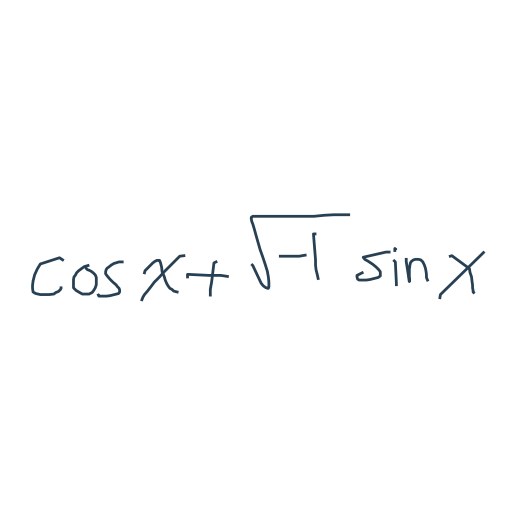 cos x + √-1 sin x